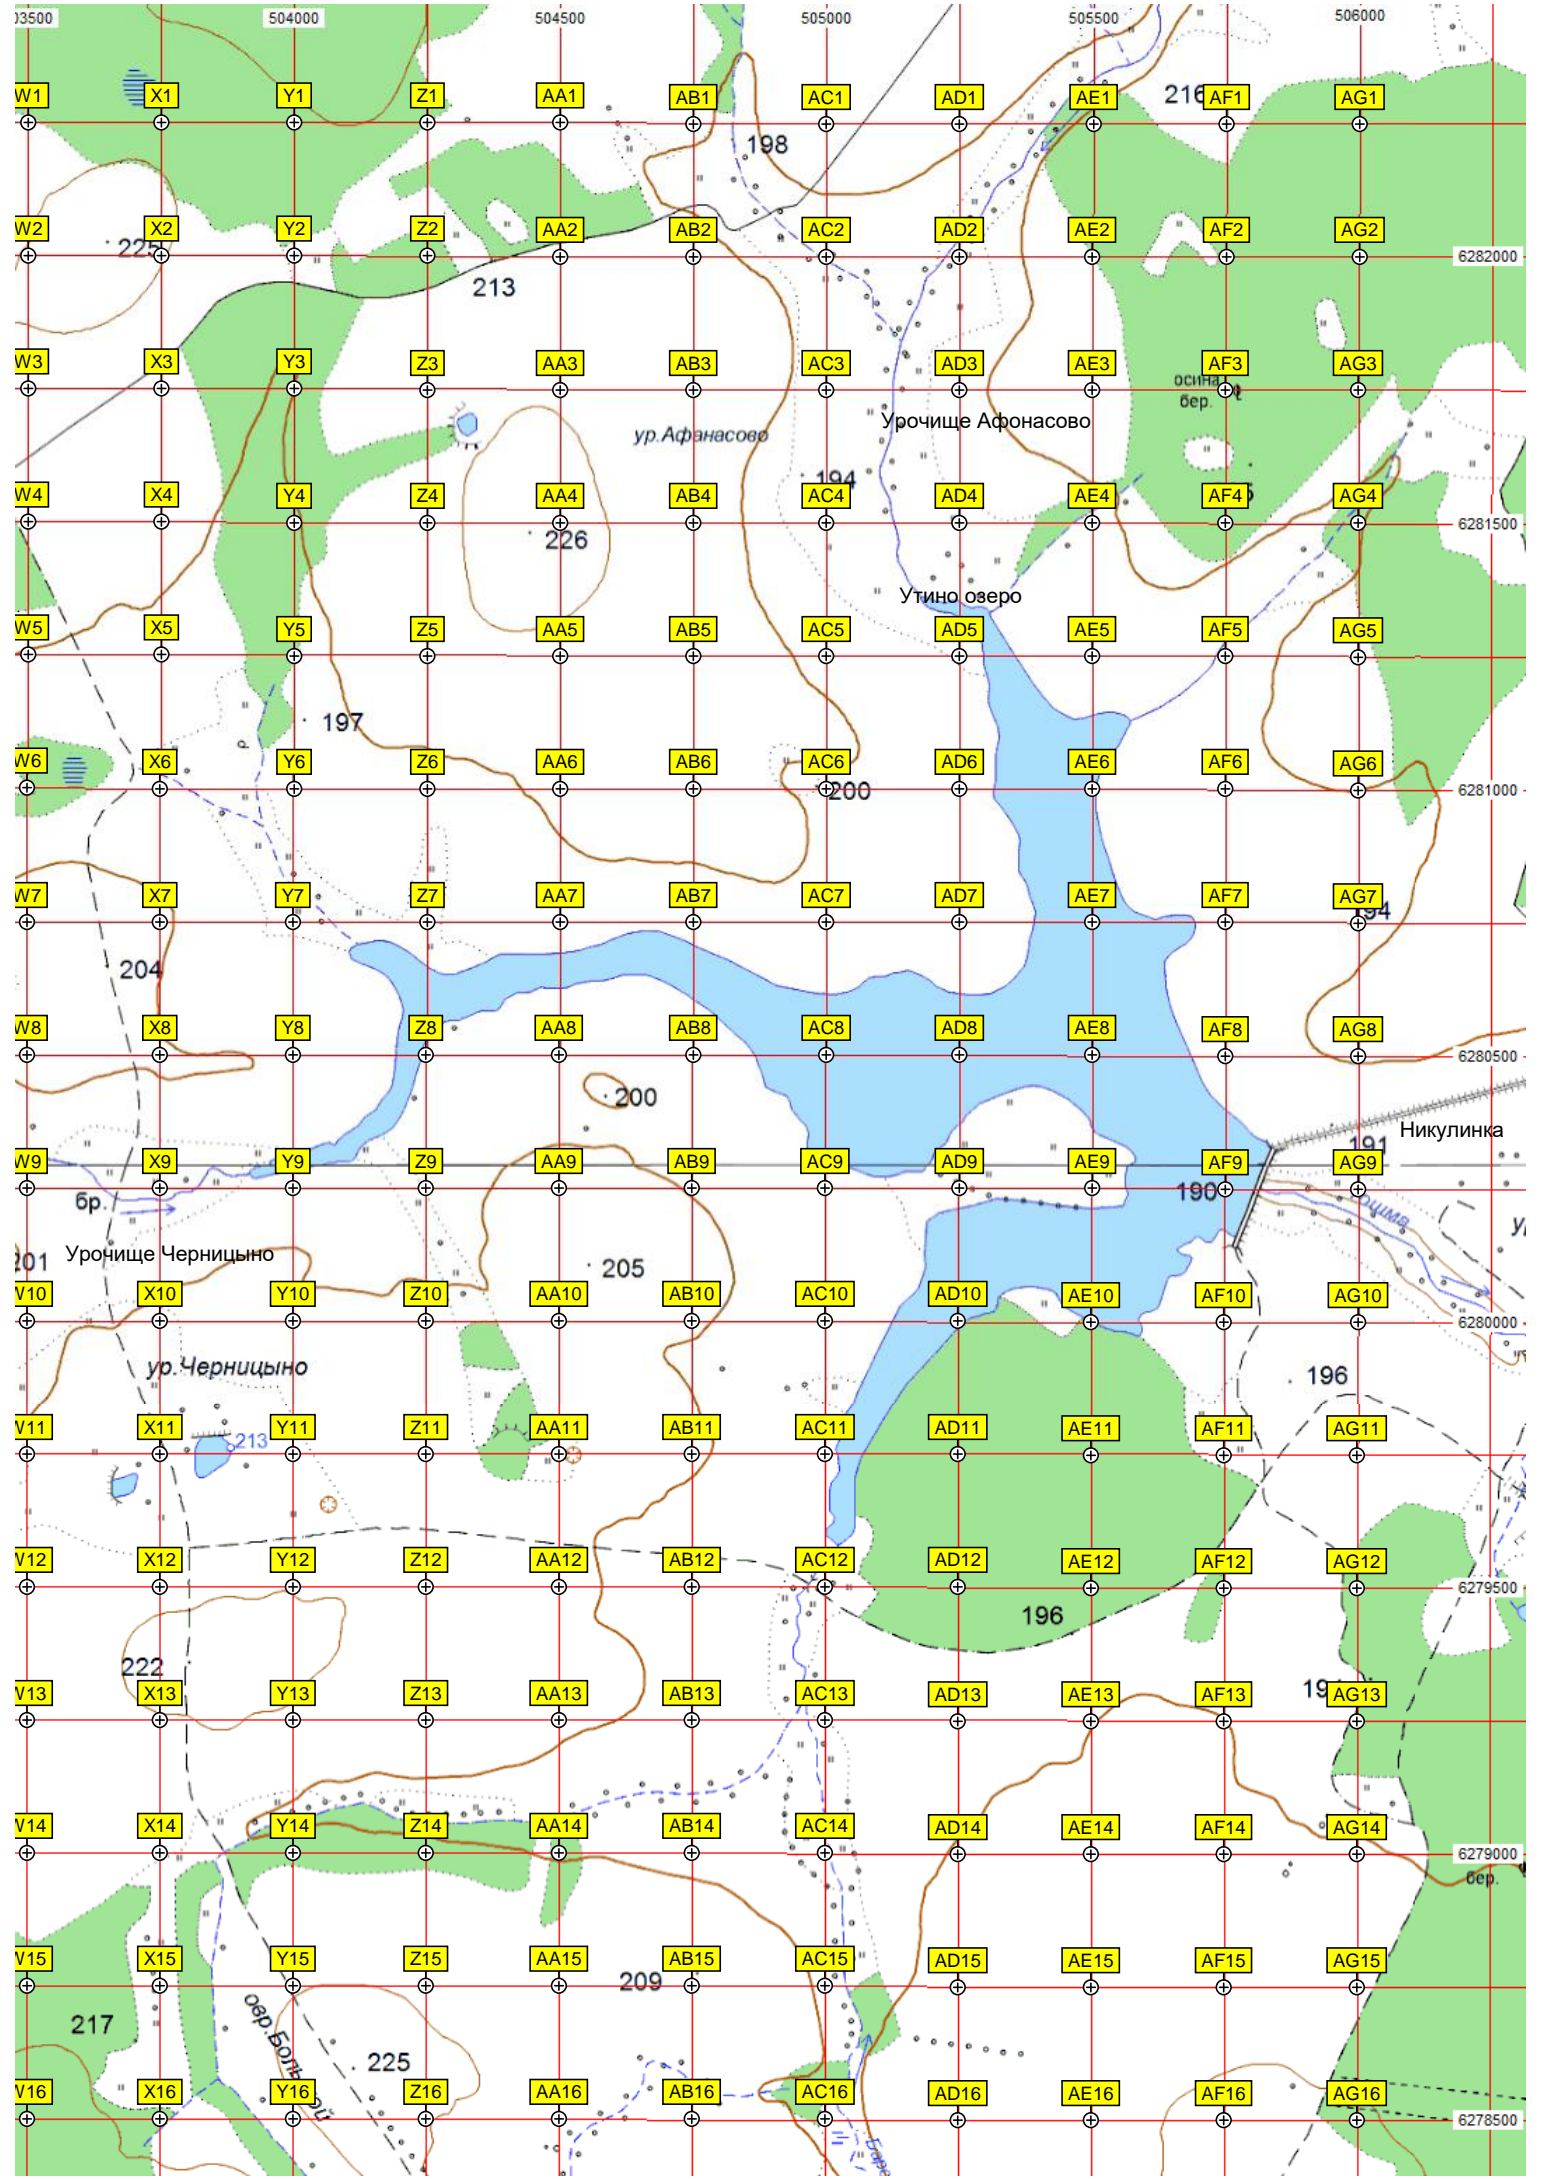 03500 504000 504500 505000 505500 506000
W1 X1 Y1 Z1 AA1 AB1 AC1 AD1 AE1 216 AF1 AG1
198
W2 X2 Y2 Z2 AA2 AB2 AC2 AD2 AE2 AF2 AG2
225 6282000
213
W3 X3 Y3 Z3 AA3 AB3 AC3 AD3 AE3 AF3 AG3
осина
бер.
ур.Афанасово Урочище Афонасово
194
W4 X4 Y4 Z4 AA4 AB4 AC4 AD4 AE4 AF4 AG4
6281500
226
Утино озеро
W5 X5 Y5 Z5 AA5 AB5 AC5 AD5 AE5 AF5 AG5
197
р
W6 X6 Y6 Z6 AA6 AB6 AC6 AD6 AE6 AF6 AG6
200 6281000
р
W7 X7 Y7 Z7 AA7 AB7 AC7 AD7 AE7 AF7 AG7
94
204
W8 X8 Y8 Z8 AA8 AB8 AC8 AD8 AE8 AF8 AG8
6280500
200
191 Никулинка
W9 X9 Y9 Z9 AA9 AB9 AC9 AD9 AE9 AF9 AG9
бр. 190
ошма
у
201 Урочище Черницыно 205
W10 X10 Y10 Z10 AA10 AB10 AC10 AD10 AE10 AF10 AG10
6280000
ур.Черницыно 196
W11 X11 Y11 Z11 AA11 AB11 AC11 AD11 AE11 AF11 AG11
213
W12 X12 Y12 Z12 AA12 AB12 AC12 AD12 AE12 AF12 AG12
6279500
196
222
W13 X13 Y13 Z13 AA13 AB13 AC13 AD13 AE13 AF13 19 AG13
W14 X14 Y14 Z14 AA14 AB14 AC14 AD14 AE14 AF14 AG14
6279000
бер.
W15 X15 Y15 Z15 AA15 AB15 AC15 AD15 AE15 AF15 AG15
209
217
овр.Большой
225
W16 X16 Y16 Z16 AA16 AB16 AC16 AD16 AE16 AF16 AG16
6278500